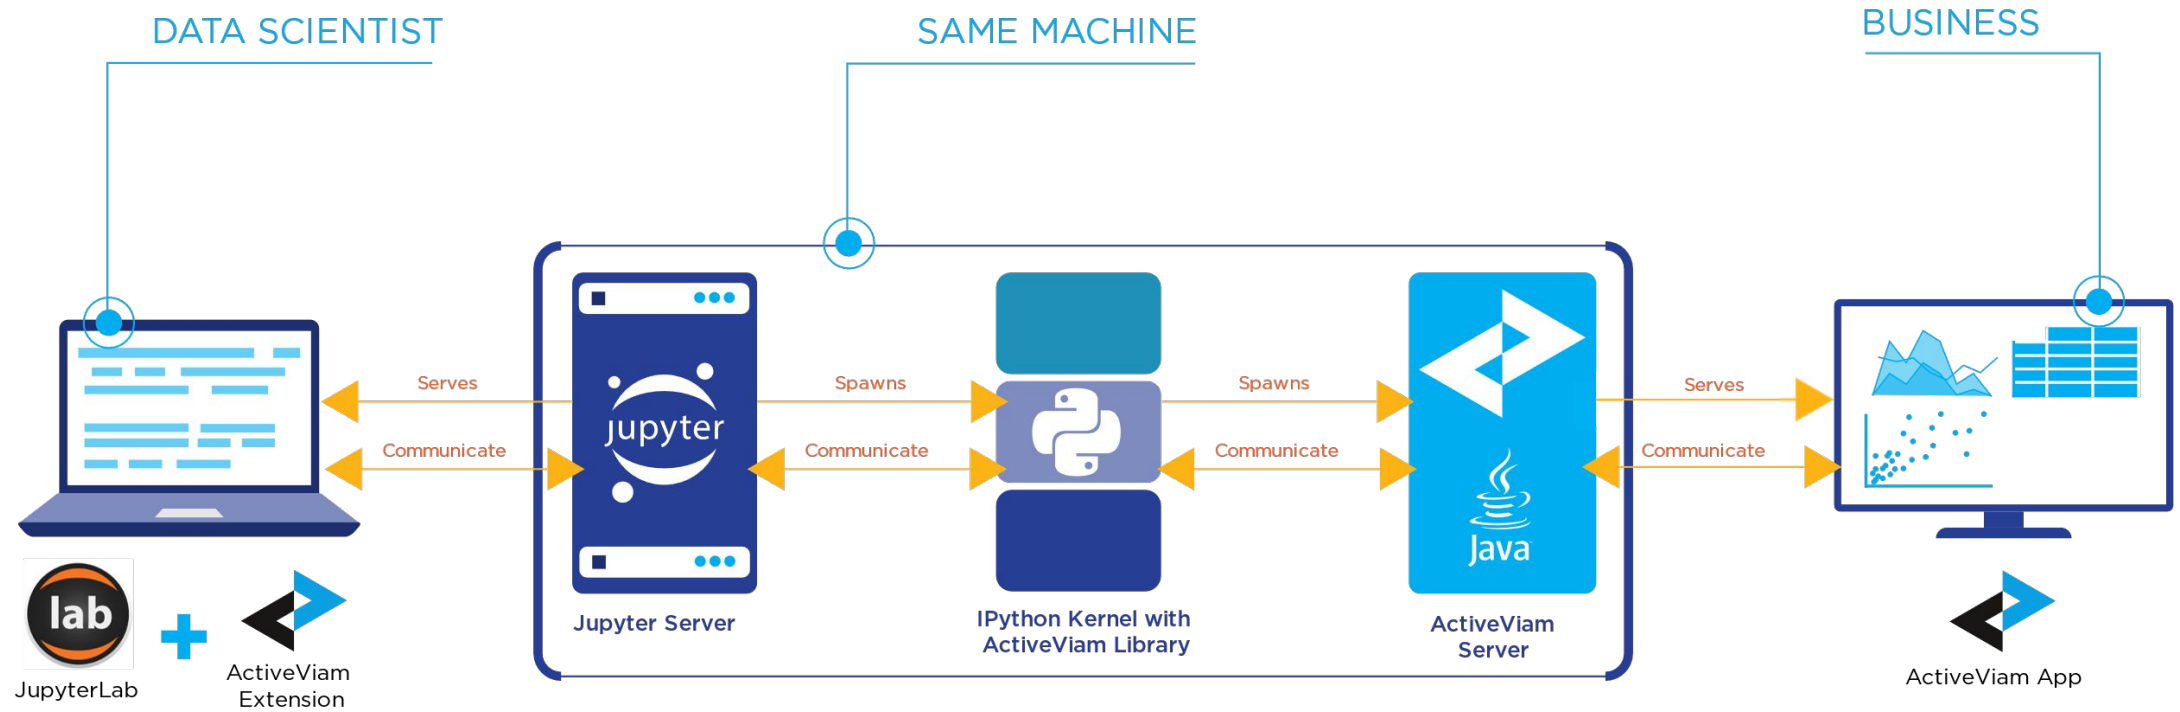 DATA SCIENTIST
SAME MACHINE
BUSINESS
Serves
Spawns
Spawns
Serves
Communicate
Communicate
Communicate
Communicate
jupyter
Java
lab
JupyterLab
ActiveViam
Extension
Jupyter Server
IPython Kernel with
ActiveViam Library
ActiveViam
Server
ActiveViam App